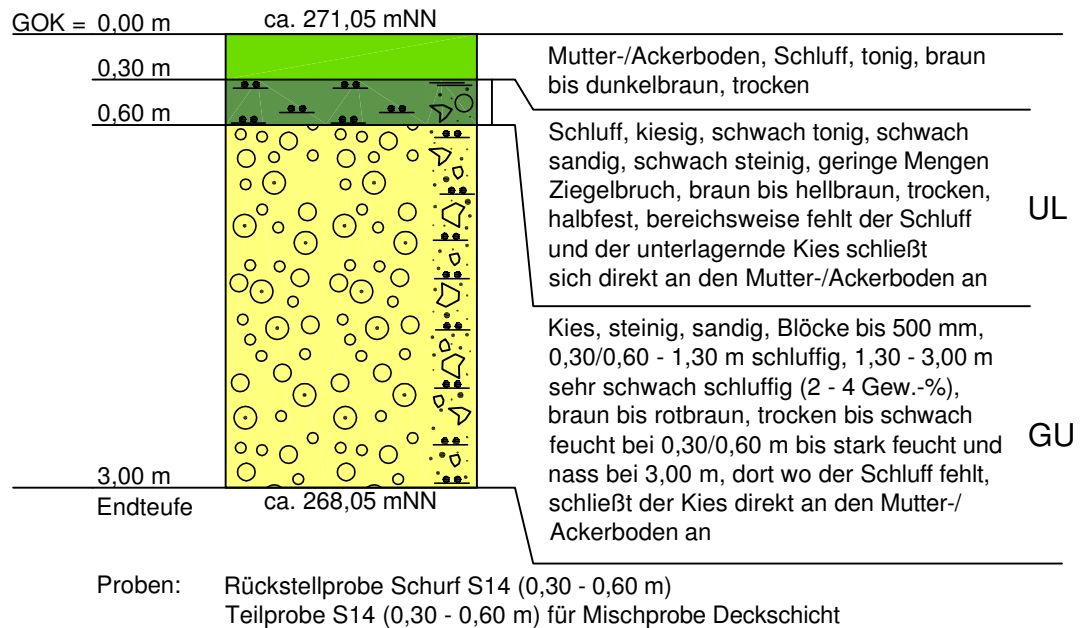 GOK = 0,00 m
ca. 271,05 mNN
Mutter-/Ackerboden, Schluff, tonig, braun
bis dunkelbraun, trocken
0,30 m
0,60 m
Schluff, kiesig, schwach tonig, schwach
sandig, schwach steinig, geringe Mengen
Ziegelbruch, braun bis hellbraun, trocken,
halbfest, bereichsweise fehlt der Schluff
und der unterlagernde Kies schließt
sich direkt an den Mutter-/Ackerboden an
UL
Kies, steinig, sandig, Blöcke bis 500 mm,
0,30/0,60 - 1,30 m schluffig, 1,30 - 3,00 m
sehr schwach schluffig (2 - 4 Gew.-%),
braun bis rotbraun, trocken bis schwach
feucht bei 0,30/0,60 m bis stark feucht und
nass bei 3,00 m, dort wo der Schluff fehlt,
schließt der Kies direkt an den Mutter-/
Ackerboden an
GU
3,00 m
Endteufe
ca. 268,05 mNN
Proben: Rückstellprobe Schurf S14 (0,30 - 0,60 m)
Teilprobe S14 (0,30 - 0,60 m) für Mischprobe Deckschicht